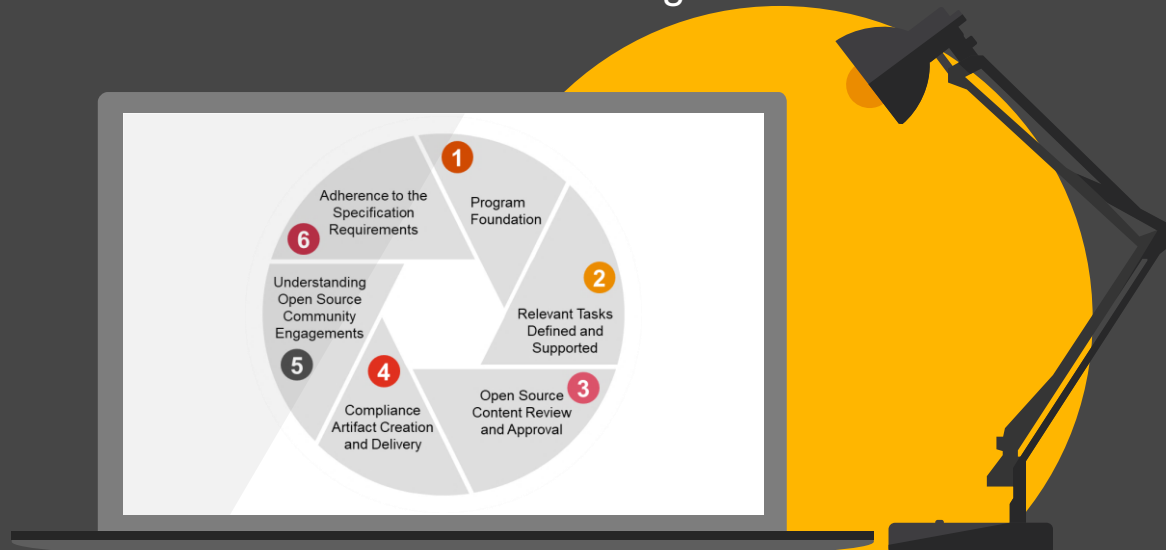 1
Program
Foundation
2
Relevant Tasks
Defined and
Supported
3
Open Source
Content Review
and Approval
4
Compliance
Artifact Creation
and Delivery
Understanding
Open Source
Community
Engagements
5
Adherence to the
Specification
Requirements
6